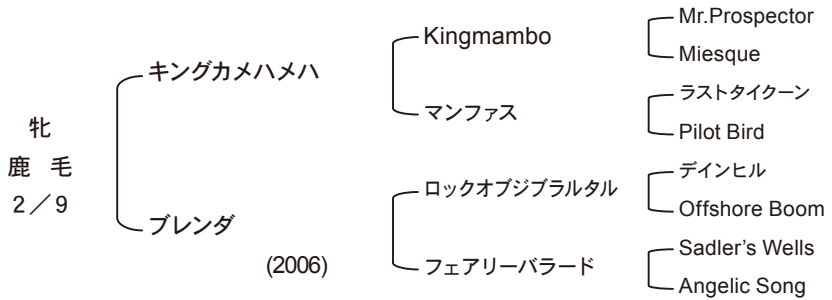 牝
鹿 毛
2／9
キングカメハメハ
ブレンダ
(2006)
Kingmambo
マンファス
ロックオブジブラルタル
フェアリーバラード
Mr.Prospector
Miesque
ラストタイクーン
Pilot Bird
デインヒル
Offshore Boom
Sadler’s Wells
Angelic Song